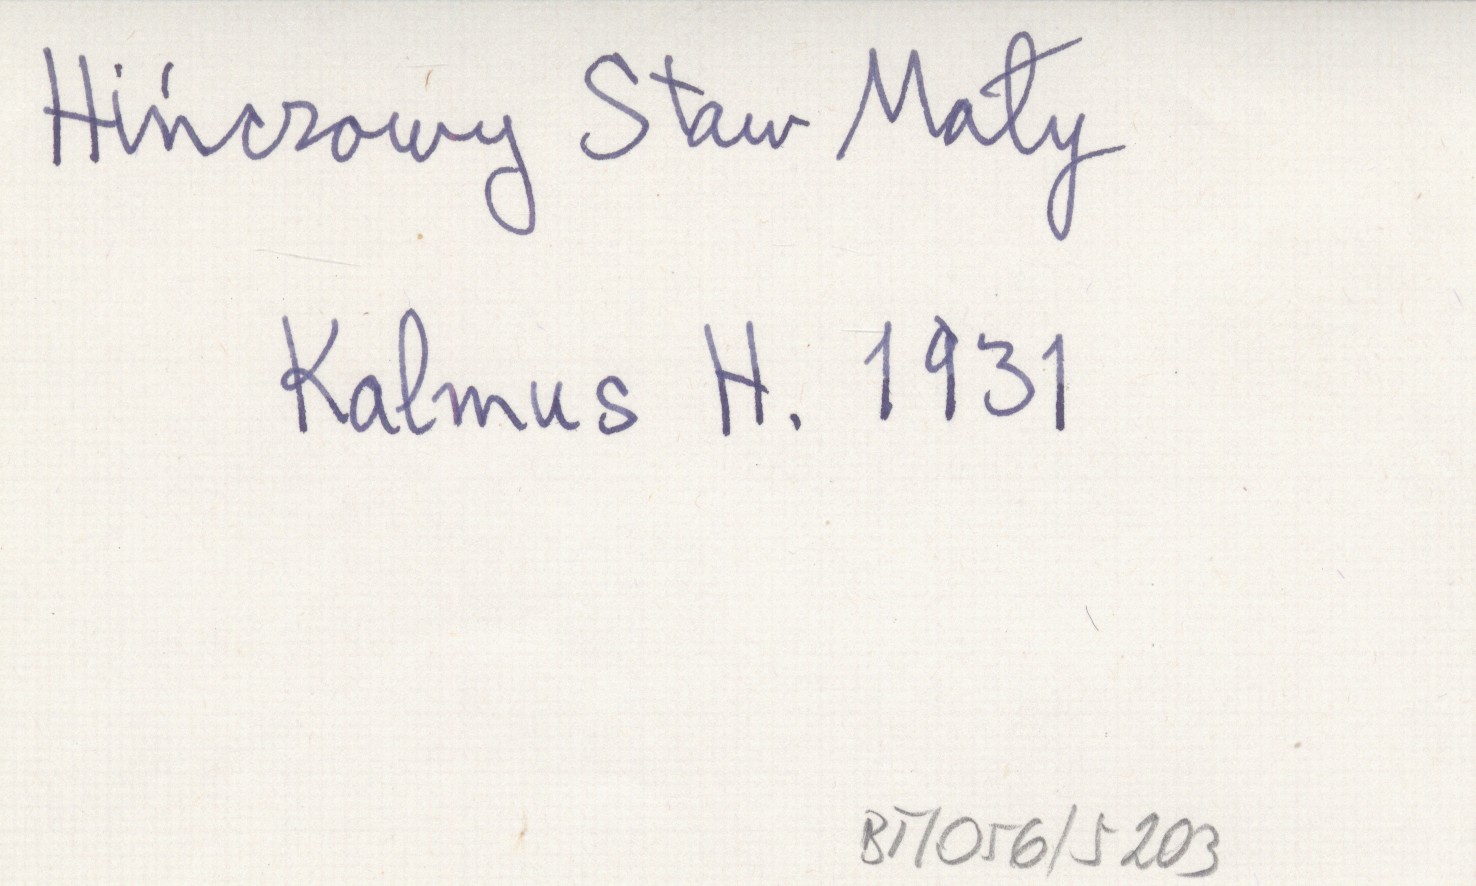 Hińczowy Staw Mały
Kalmus H. 1931
BT/056/5203